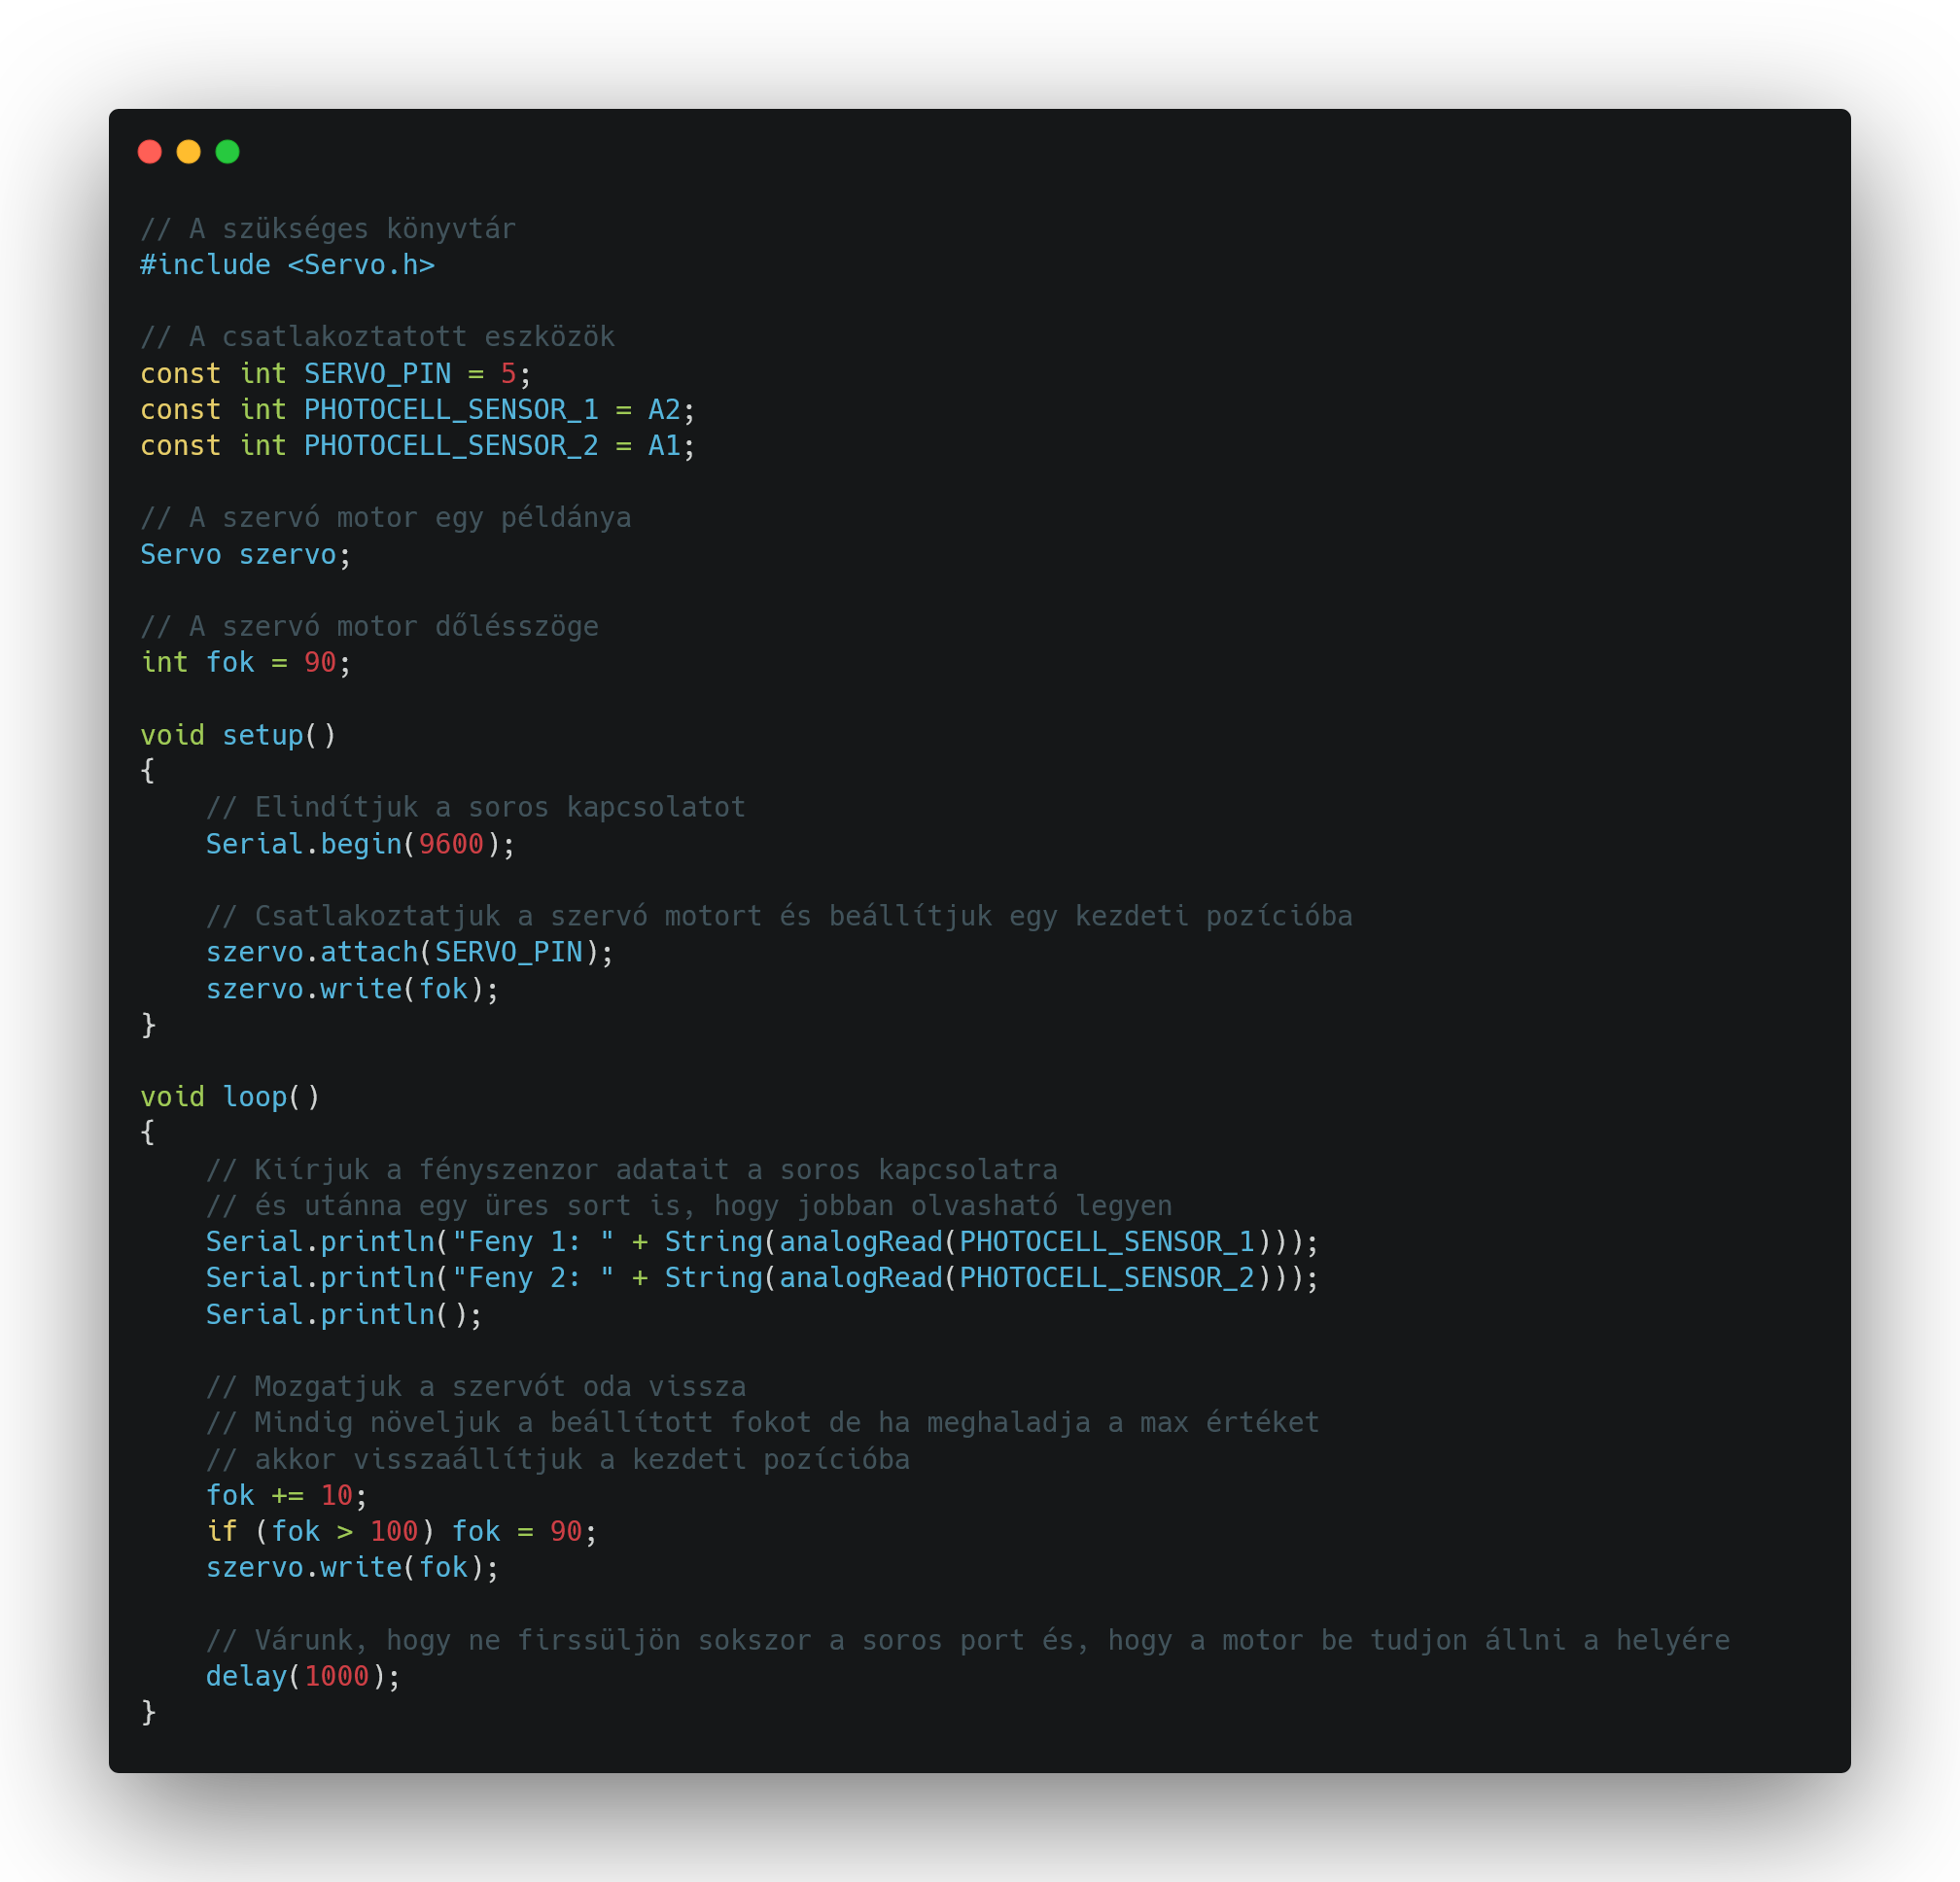 // A szükséges könyvtár
#include <Servo.h>

// A csatlakoztatott eszközök
const int SERVO_PIN = 5;
const int PHOTOCELL_SENSOR_1 = A2;
const int PHOTOCELL_SENSOR_2 = A1;

// A szervó motor egy példánya
Servo szervo;

// A szervó motor dőlésszöge
int fok = 90;

void setup()
{
    // Elindítjuk a soros kapcsolatot
    Serial.begin(9600);

    // Csatlakoztatjuk a szervó motort és beállítjuk egy kezdeti pozícióba
    szervo.attach(SERVO_PIN);
    szervo.write(fok);
}

void loop()
{
    // Kiírjuk a fényszenzor adatait a soros kapcsolatra
    // és utánna egy üres sort is, hogy jobban olvasható legyen
    Serial.println("Feny 1: " + String(analogRead(PHOTOCELL_SENSOR_1)));
    Serial.println("Feny 2: " + String(analogRead(PHOTOCELL_SENSOR_2)));
    Serial.println();

    // Mozgatjuk a szervót oda vissza
    // Mindig növeljuk a beállított fokot de ha meghaladja a max értéket
    // akkor visszaállítjuk a kezdeti pozícióba
    fok += 10;
    if (fok > 100) fok = 90;
    szervo.write(fok);

    // Várunk, hogy ne firssüljön sokszor a soros port és, hogy a motor be tudjon állni a helyére
    delay(1000);
}